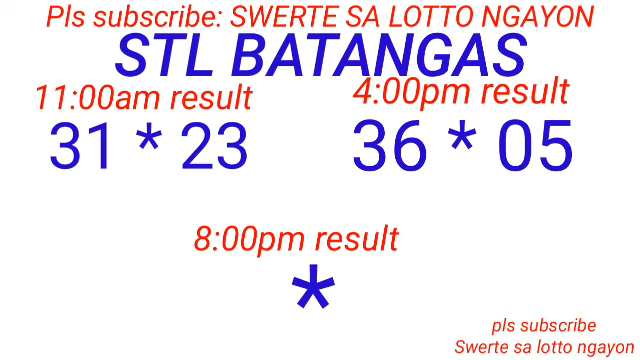 Pls subscribe: SWERTE SA LOTTO NGAYON
STL BATANGAS
11:00am result
4:00pm result
31 * 23
36 * 05
8:00pm result
*
pls subscribe
Swerte sa lotto ngayon